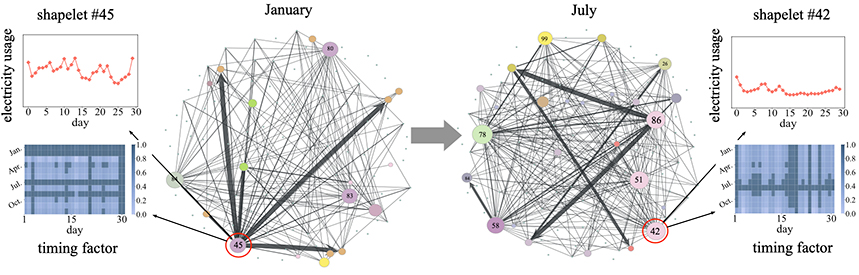 shapelet #45
January
July
shapelet #42
electricity usage
0 5 10 15 20 25 30
day
Jan.
Apr.
Jul.
Oct.
1.0
0.8
0.6
0.4
0.2
0.0
1 15 30
day
timing factor
80
83
45
99
26
86
78
51
58
42
electricity usage
0 5 10 15 20 25 30
day
Jan.
Apr.
Jul.
Oct.
1.0
0.8
0.6
0.4
0.2
0.0
1 15 30
day
timing factor